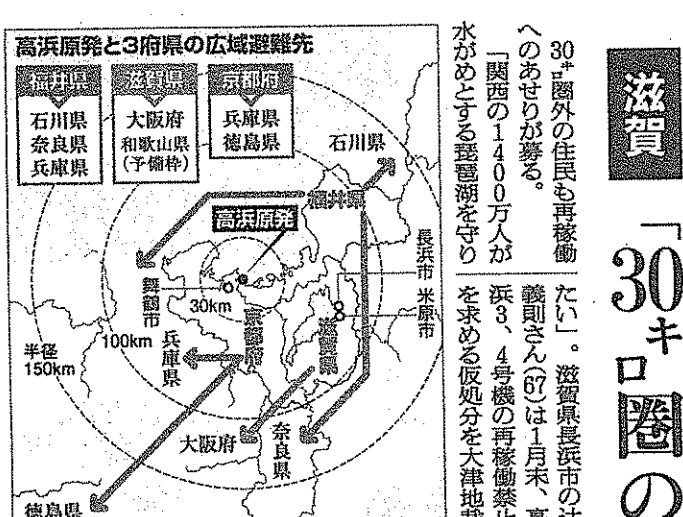 滋賀
「30キロ圏の
30キロ圏外の住民も再稼働
へのあせりが募る。
「関西の1400万人が
水がめとする琵琶湖を守り
たい」。滋賀県長浜市の辻
義則さん(67)は1月末、高
浜3、4号機の再稼働禁止
を求める仮処分を大津地裁
高浜原発と3府県の広域避難先
福井県
石川県
奈良県
兵庫県
滋賀県
大阪府
和歌山県
(予備枠)
京都府
兵庫県
徳島県
石川県
福井県
高浜原発
長浜市
米原市
舞鶴市
30km
京都府
滋賀県
100km
兵庫県
半径
150km
大阪府
奈良県
徳島県